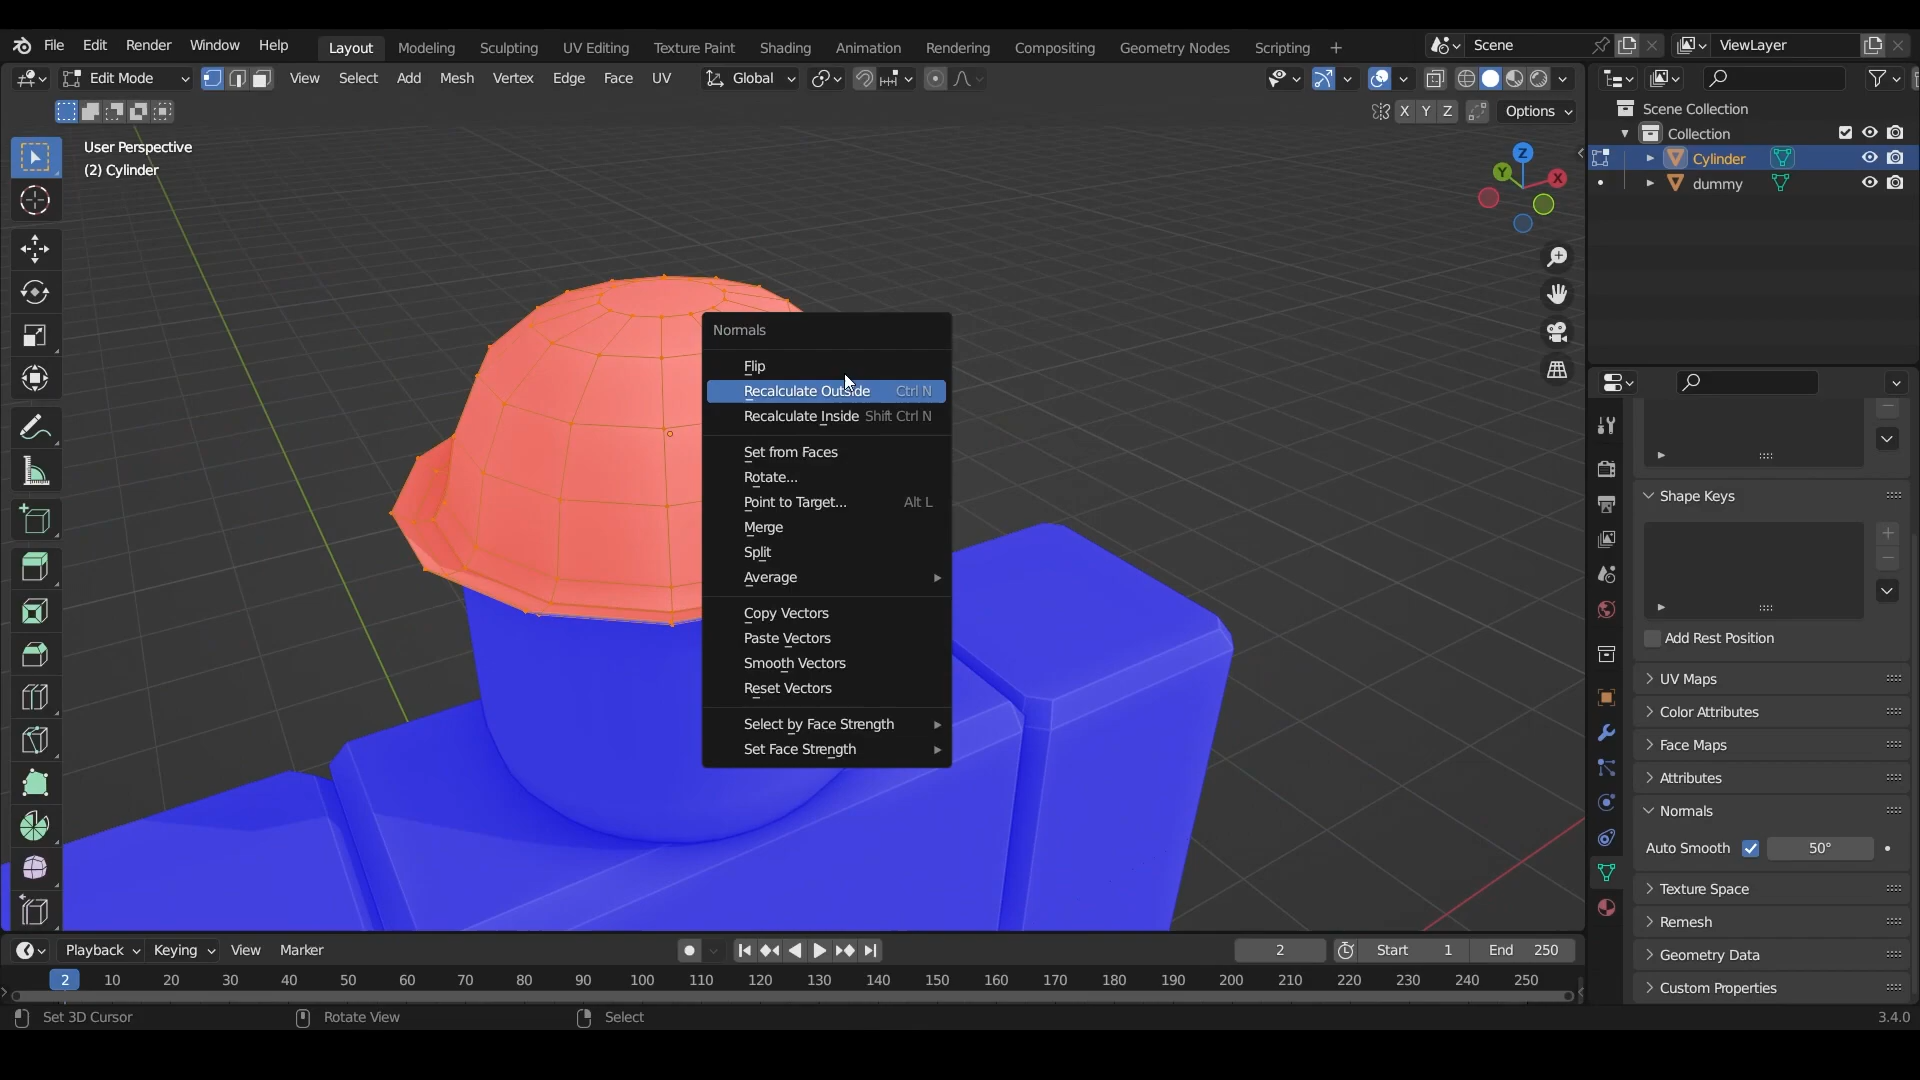 File Edit Render Window Help Layout Modeling Sculpting UV Editing Texture Paint Shading Animation Rendering Compositing Geometry Nodes Scripting + Scene ViewLayer
Edit Mode View Select Add Mesh Vertex Edge Face UV Global
X Y Z Options
User Perspective
(2) Cylinder
Z
Y X
Scene Collection
Collection
Cylinder
dummy
Normals
Flip
Recalculate Outside Ctrl N
Recalculate Inside Shift Ctrl N
Set from Faces
Rotate...
Point to Target... Alt L
Merge
Split
Average
Copy Vectors
Paste Vectors
Smooth Vectors
Reset Vectors
Select by Face Strength
Set Face Strength
Shape Keys
Add Rest Position
UV Maps
Color Attributes
Face Maps
Attributes
Normals
Auto Smooth 50°
Texture Space
Remesh
Geometry Data
Custom Properties
Playback Keying View Marker 2 Start 1 End 250
2 10 20 30 40 50 60 70 80 90 100 110 120 130 140 150 160 170 180 190 200 210 220 230 240 250
Set 3D Cursor Rotate View Select 3.4.0